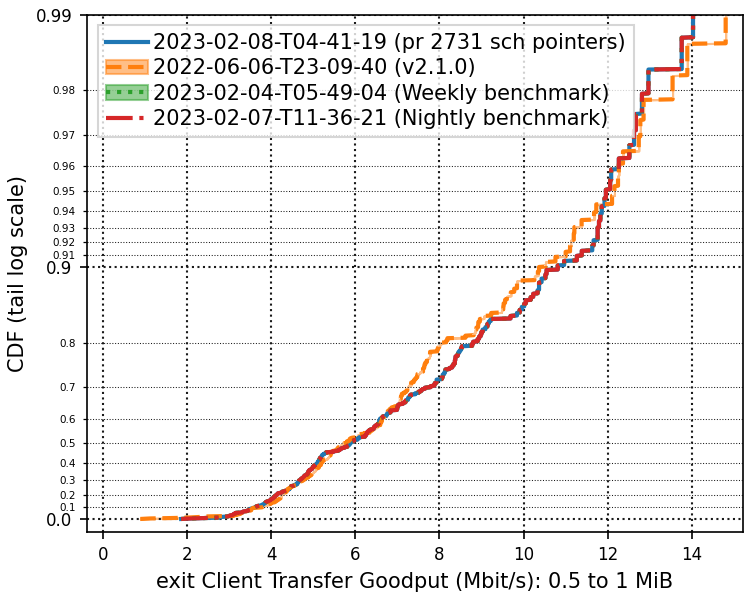 0.99
2023-02-08-T04-41-19 (pr 2731 sch pointers)
2022-06-06-T23-09-40 (v2.1.0)
2023-02-04-T05-49-04 (Weekly benchmark)
2023-02-07-T11-36-21 (Nightly benchmark)
0.98
0.97
0.96
0.95
0.94
0.93
0.92
0.91
0.9
0.8
0.7
0.6
0.5
0.4
0.3
0.2
0.1
0.0
CDF (tail log scale)
0 2 4 6 8 10 12 14
exit Client Transfer Goodput (Mbit/s): 0.5 to 1 MiB